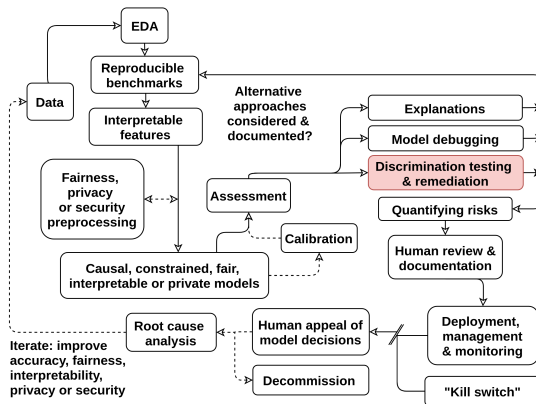 EDA
Reproducible
benchmarks
Data
Interpretable
features
Alternative
approaches
considered &
documented?
Explanations
Model debugging
Discrimination testing
& remediation
Fairness,
privacy
or security
preprocessing
Assessment
Quantifying risks
Calibration
Human review &
documentation
Causal, constrained, fair,
interpretable or private models
Deployment,
management
& monitoring
Human appeal of
model decisions
Root cause
analysis
Iterate: improve
accuracy, fairness,
interpretability,
privacy or security
Decommission
"Kill switch"